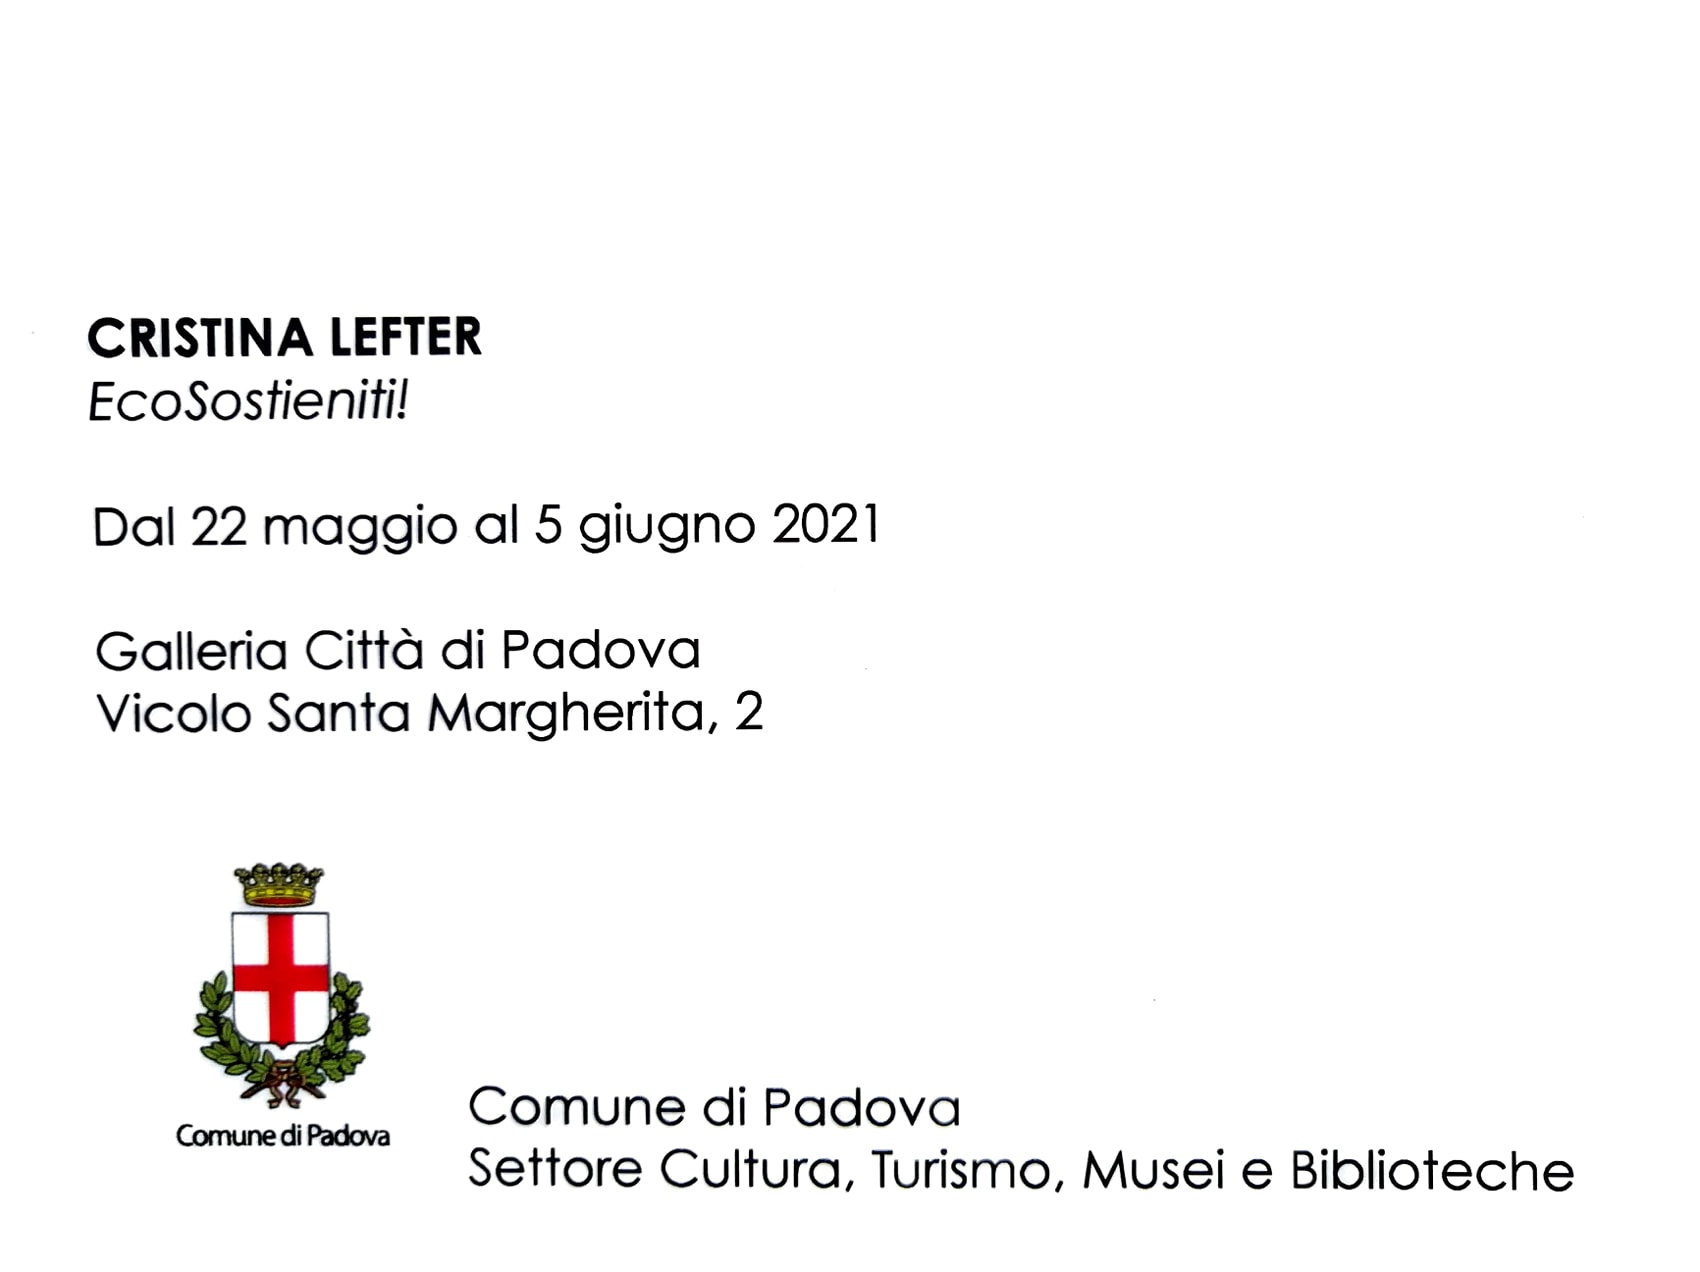 CRISTINA LEFTER
EcoSostieniti!
Dal 22 maggio al 5 giugno 2021
Galleria Città di Padova
Vicolo Santa Margherita, 2
Comune di Padova
Comune di Padova
Settore Cultura, Turismo, Musei e Biblioteche